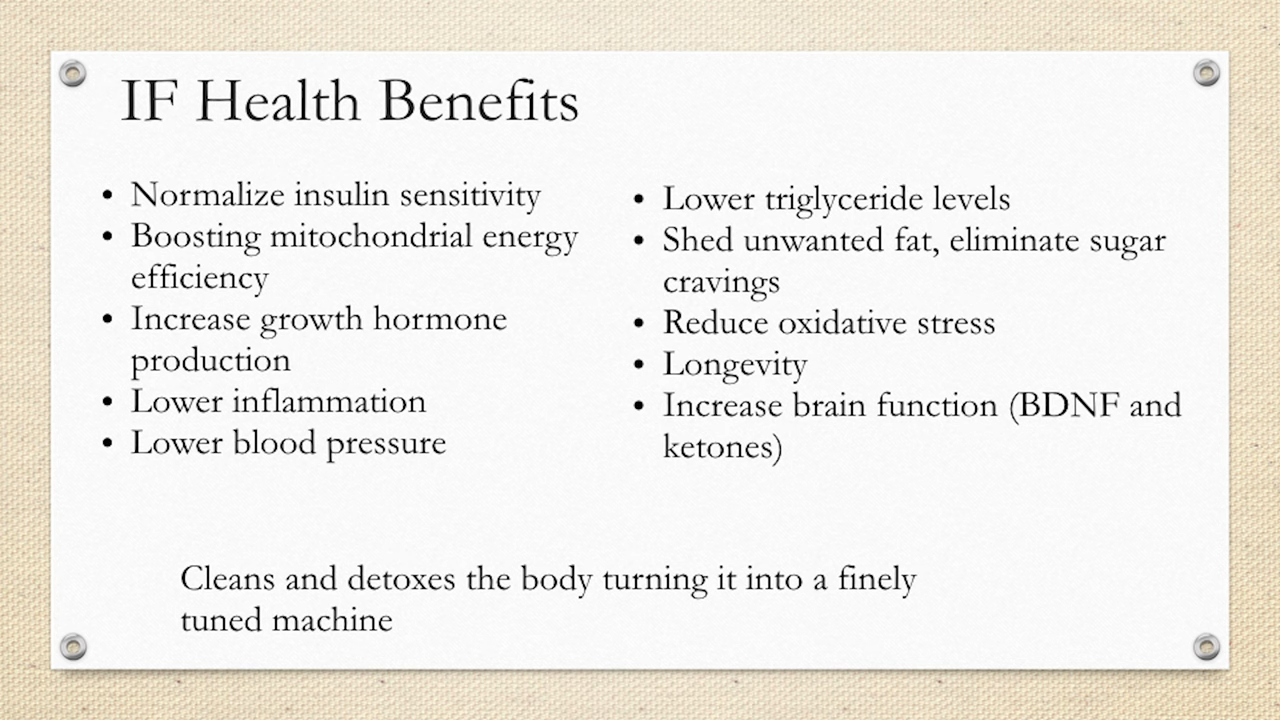 IF Health Benefits
• Normalize insulin sensitivity
• Boosting mitochondrial energy
efficiency
• Increase growth hormone
production
• Lower inflammation
• Lower blood pressure
• Lower triglyceride levels
• Shed unwanted fat, eliminate sugar
cravings
• Reduce oxidative stress
• Longevity
• Increase brain function (BDNF and
ketones)
Cleans and detoxes the body turning it into a finely
tuned machine